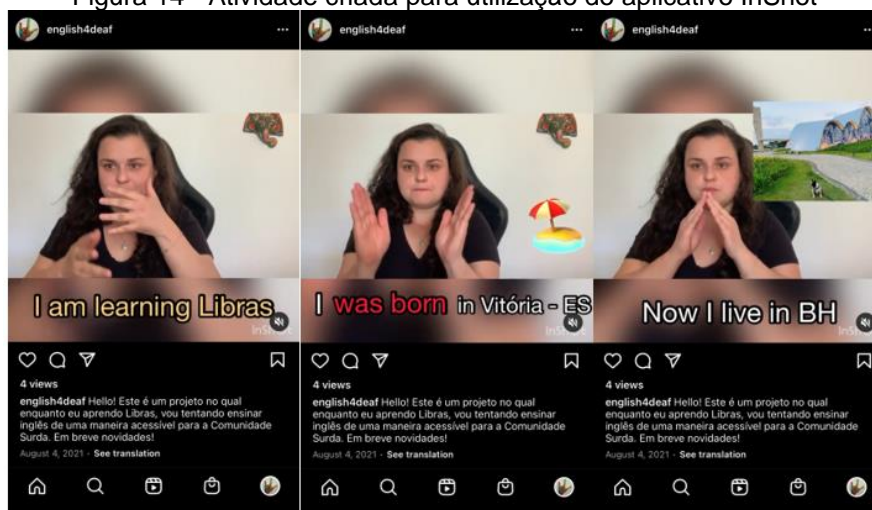 Figura 14 - Atividade criada para utilização do aplicativo InShot
english4deaf
I am learning Libras
InShot
4 views
english4deaf Hello! Este é um projeto no qual
enquanto eu aprendo Libras, vou tentando ensinar
inglês de uma maneira acessível para a Comunidade
Surda. Em breve novidades!
August 4, 2021 · See translation
english4deaf
I was born in Vitória - ES
InShot
4 views
english4deaf Hello! Este é um projeto no qual
enquanto eu aprendo Libras, vou tentando ensinar
inglês de uma maneira acessível para a Comunidade
Surda. Em breve novidades!
August 4, 2021 · See translation
english4deaf
Now I live in BH
InShot
4 views
english4deaf Hello! Este é um projeto no qual
enquanto eu aprendo Libras, vou tentando ensinar
inglês de uma maneira acessível para a Comunidade
Surda. Em breve novidades!
August 4, 2021 · See translation